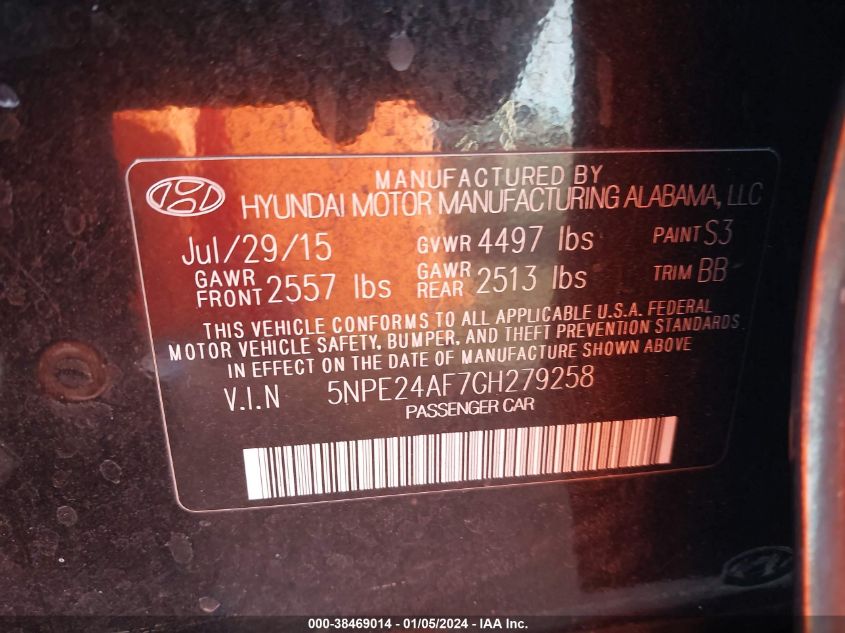 MANUFACTURED BY
HYUNDAI MOTOR MANUFACTURING ALABAMA, LLC
Jul/29/15 GVWR 4497 lbs PAINT S3
GAWR FRONT 2557 lbs GAWR REAR 2513 lbs TRIM BB
THIS VEHICLE CONFORMS TO ALL APPLICABLE U.S.A. FEDERAL
MOTOR VEHICLE SAFETY, BUMPER, AND THEFT PREVENTION STANDARDS
IN EFFECT ON THE DATE OF MANUFACTURE SHOWN ABOVE
V.I.N 5NPE24AF7GH279258
PASSENGER CAR
000-38469014 - 01/05/2024 - IAA Inc.